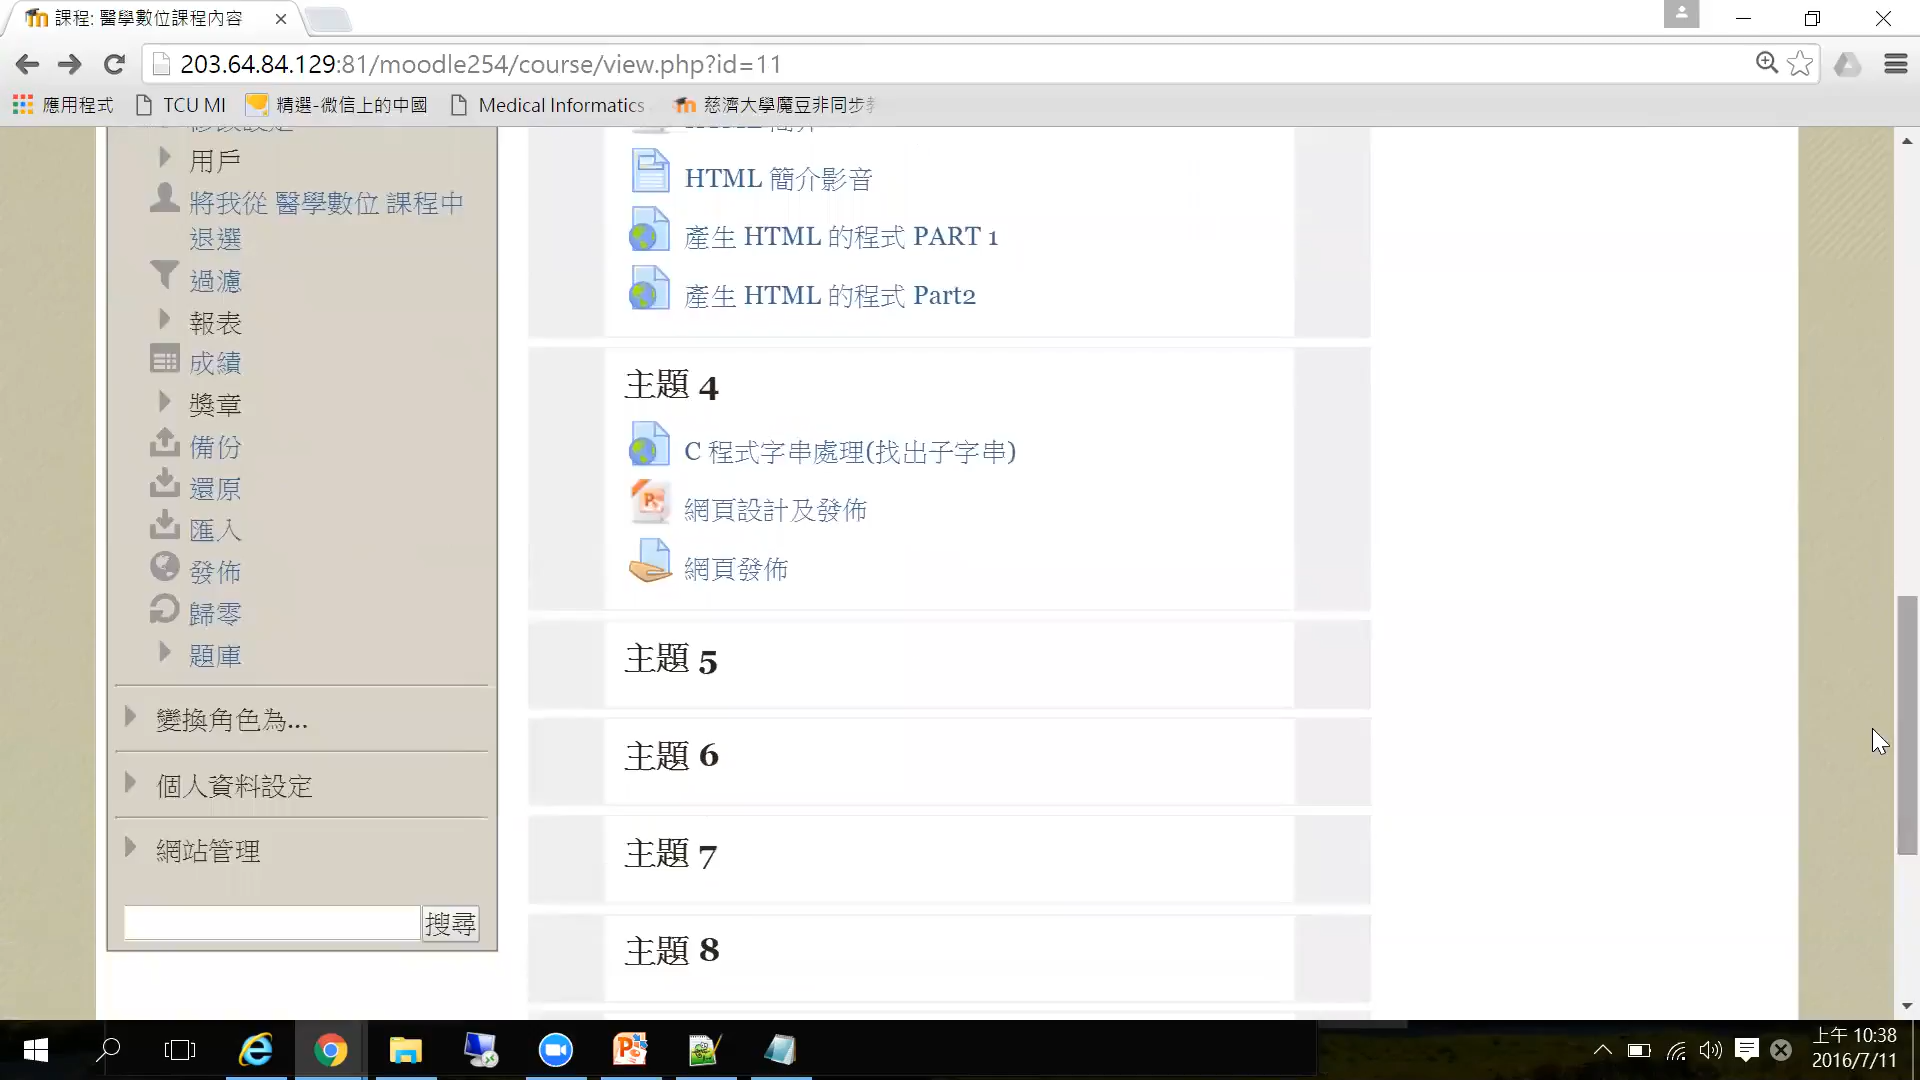 課程: 醫學數位課程內容
203.64.84.129:81/moodle254/course/view.php?id=11
應用程式
TCU MI
精選-微信上的中國
Medical Informatics
慈濟大學魔豆非同步教
修改設定
用戶
將我從 醫學數位 課程中
退選
過濾
報表
成績
獎章
備份
還原
匯入
發佈
歸零
題庫
變換角色為...
個人資料設定
網站管理
搜尋
HTML 簡介
HTML 簡介影音
產生 HTML 的程式 PART 1
產生 HTML 的程式 Part2
主題 4
C 程式字串處理(找出子字串)
網頁設計及發佈
網頁發佈
主題 5
主題 6
主題 7
主題 8
上午 10:38
2016/7/11